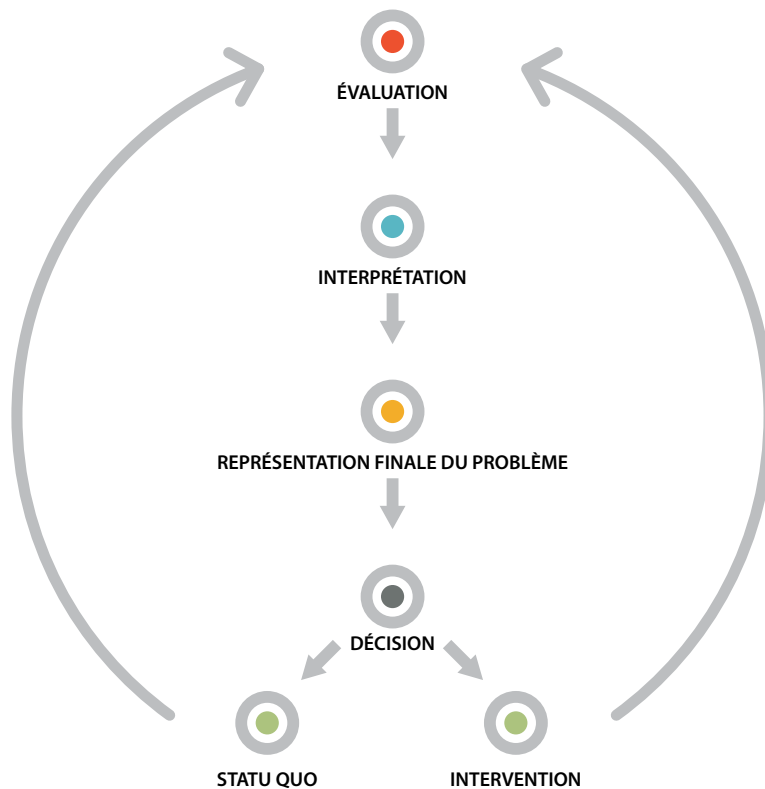 ÉVALUATION
INTERPRÉTATION
REPRÉSENTATION FINALE DU PROBLÈME
DÉCISION
STATU QUO
INTERVENTION